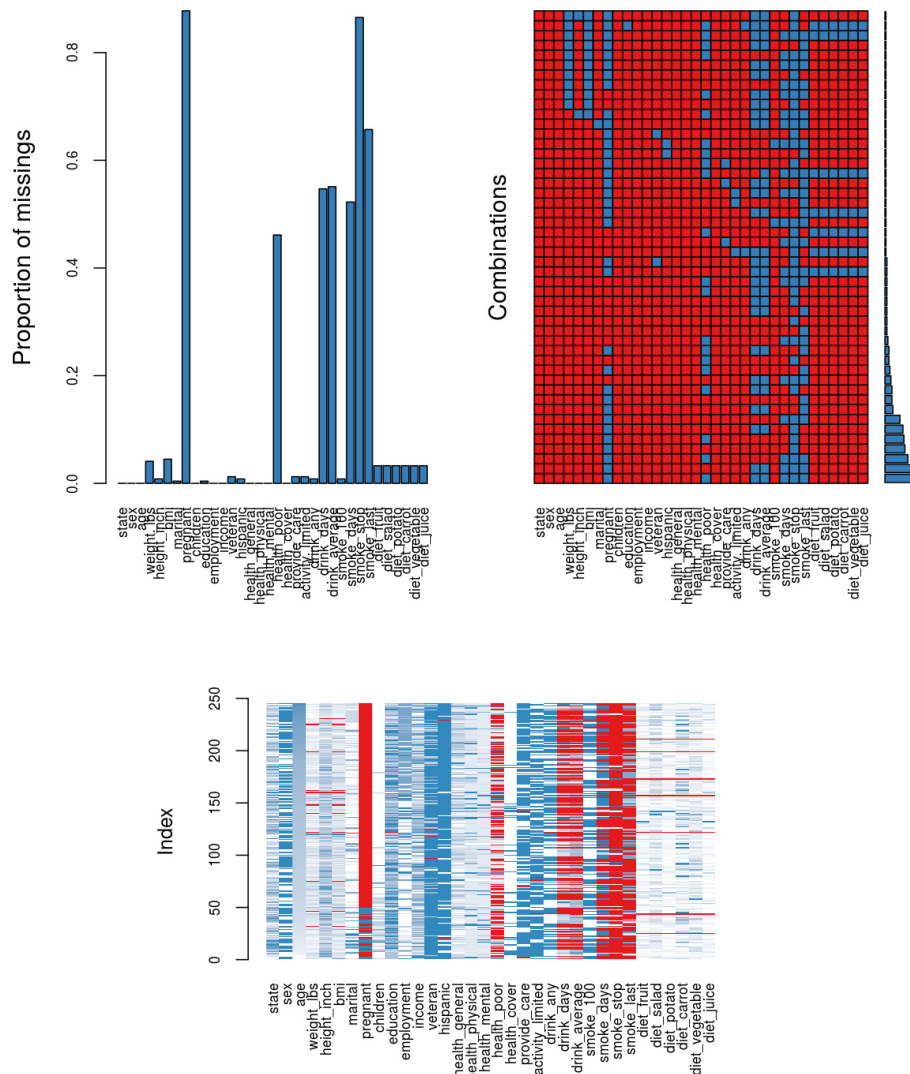 Proportion of missings
0.8
0.6
0.4
0.2
0.0
state
sex
age
weight_lbs
height_inch
bmi
marital
pregnant
children
education
employment
income
veteran
hispanic
health_general
health_physical
health_mental
health_poor
health_cover
provide_care
activity_limited
drink_any
drink_days
drink_average
smoke_100
smoke_days
smoke_stop
smoke_last
diet_fruit
diet_salad
diet_potato
diet_carrot
diet_vegetable
diet_juice
Combinations
state
sex
age
weight_lbs
height_inch
bmi
marital
pregnant
children
education
employment
income
veteran
hispanic
health_general
health_physical
health_mental
health_poor
health_cover
provide_care
activity_limited
drink_any
drink_days
drink_average
smoke_100
smoke_days
smoke_stop
smoke_last
diet_fruit
diet_salad
diet_potato
diet_carrot
diet_vegetable
diet_juice
Index
250
200
150
100
50
0
state
sex
age
weight_lbs
height_inch
bmi
marital
pregnant
children
education
employment
income
veteran
hispanic
health_general
health_physical
health_mental
health_poor
health_cover
provide_care
activity_limited
drink_any
drink_days
drink_average
smoke_100
smoke_days
smoke_stop
smoke_last
diet_fruit
diet_salad
diet_potato
diet_carrot
diet_vegetable
diet_juice